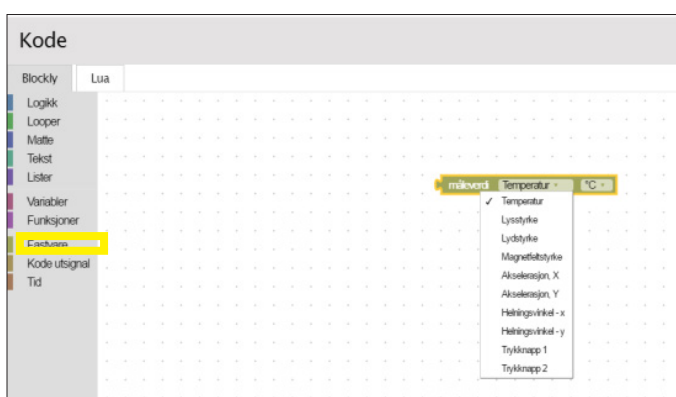 Kode
Blockly Lua
Logikk
Looper
Matte
Tekst
Lister
Variabler
Funksjoner
Fastvare
Kode utsignal
Tid
måleverdi Temperatur °C
✓ Temperatur
Lysstyrke
Lydstyrke
Magnetfeltstyrke
Akselerasjon, X
Akselerasjon, Y
Helningsvinkel - x
Helningsvinkel - y
Trykknapp 1
Trykknapp 2